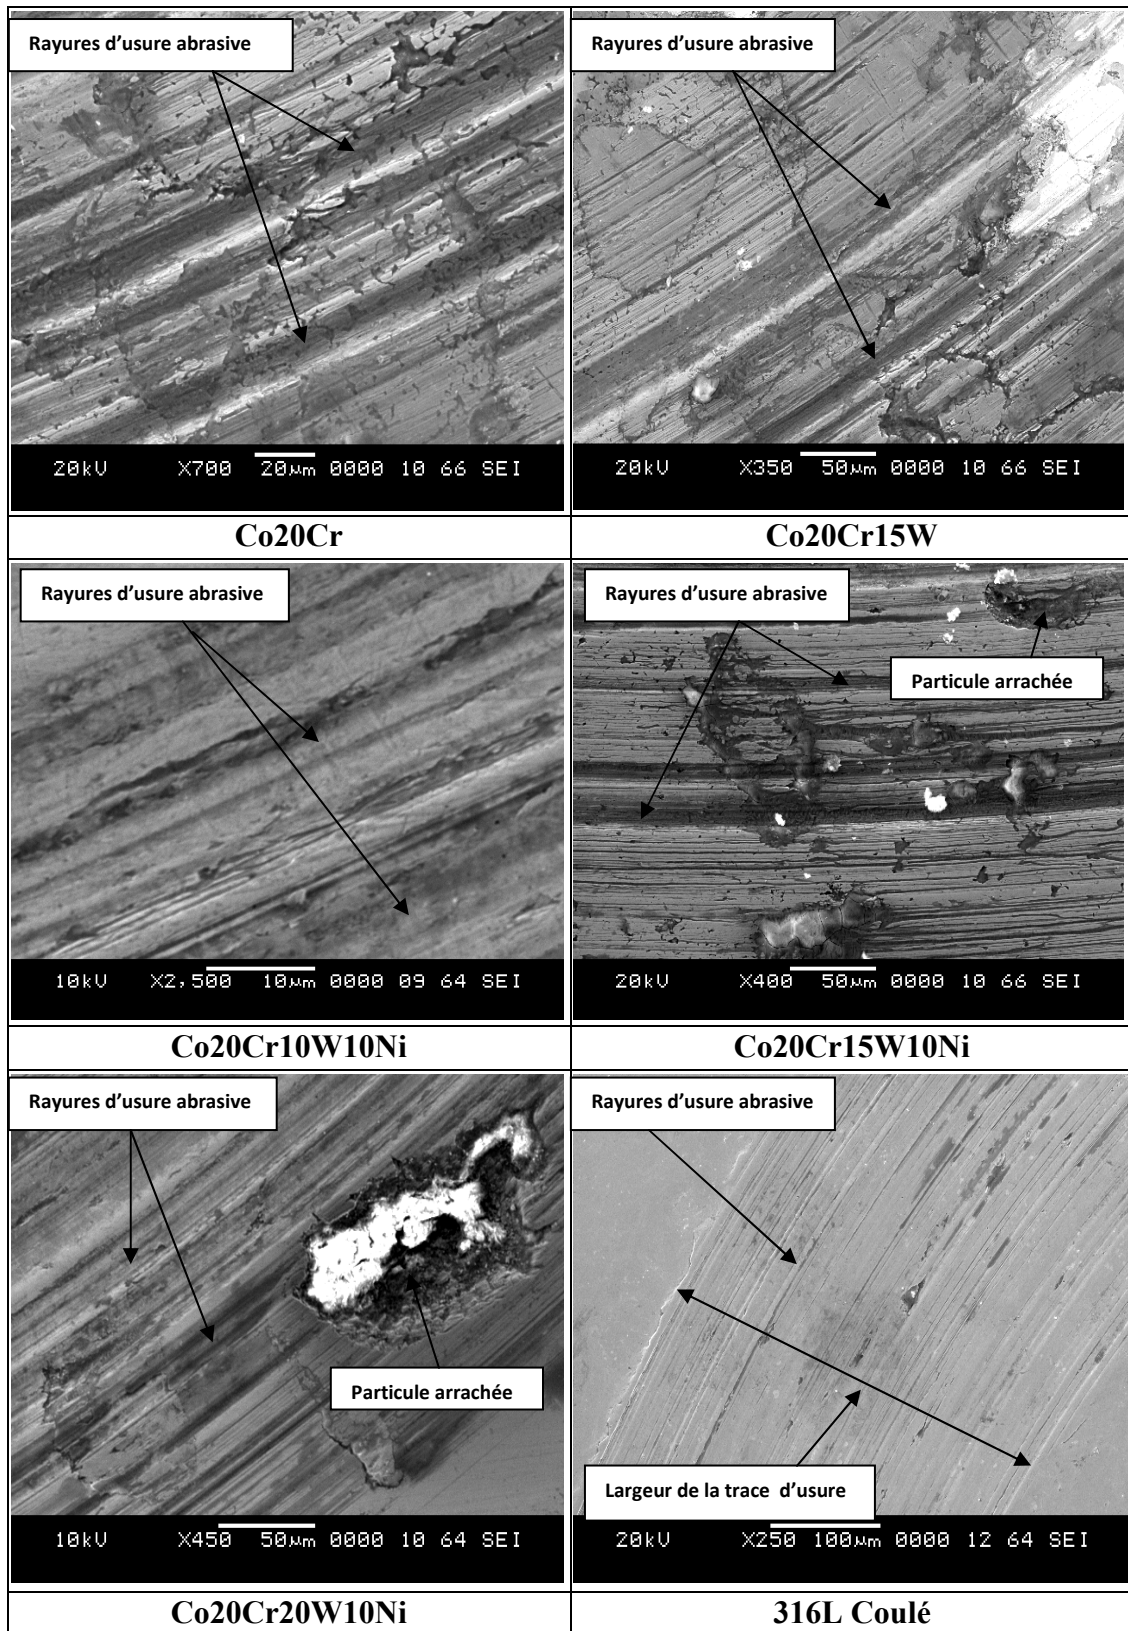 Rayures d'usure abrasive
20kV X700 20µm 0000 10 66 SEI
Co20Cr
Rayures d'usure abrasive
20kV X350 50µm 0000 10 66 SEI
Co20Cr15W
Rayures d'usure abrasive
10kV X2,500 10µm 0000 09 64 SEI
Co20Cr10W10Ni
Rayures d'usure abrasive
Particule arrachée
20kV X400 50µm 0000 10 66 SEI
Co20Cr15W10Ni
Rayures d'usure abrasive
Particule arrachée
10kV X450 50µm 0000 10 64 SEI
Co20Cr20W10Ni
Rayures d'usure abrasive
Largeur de la trace d'usure
20kV X250 100µm 0000 12 64 SEI
316L Coulé